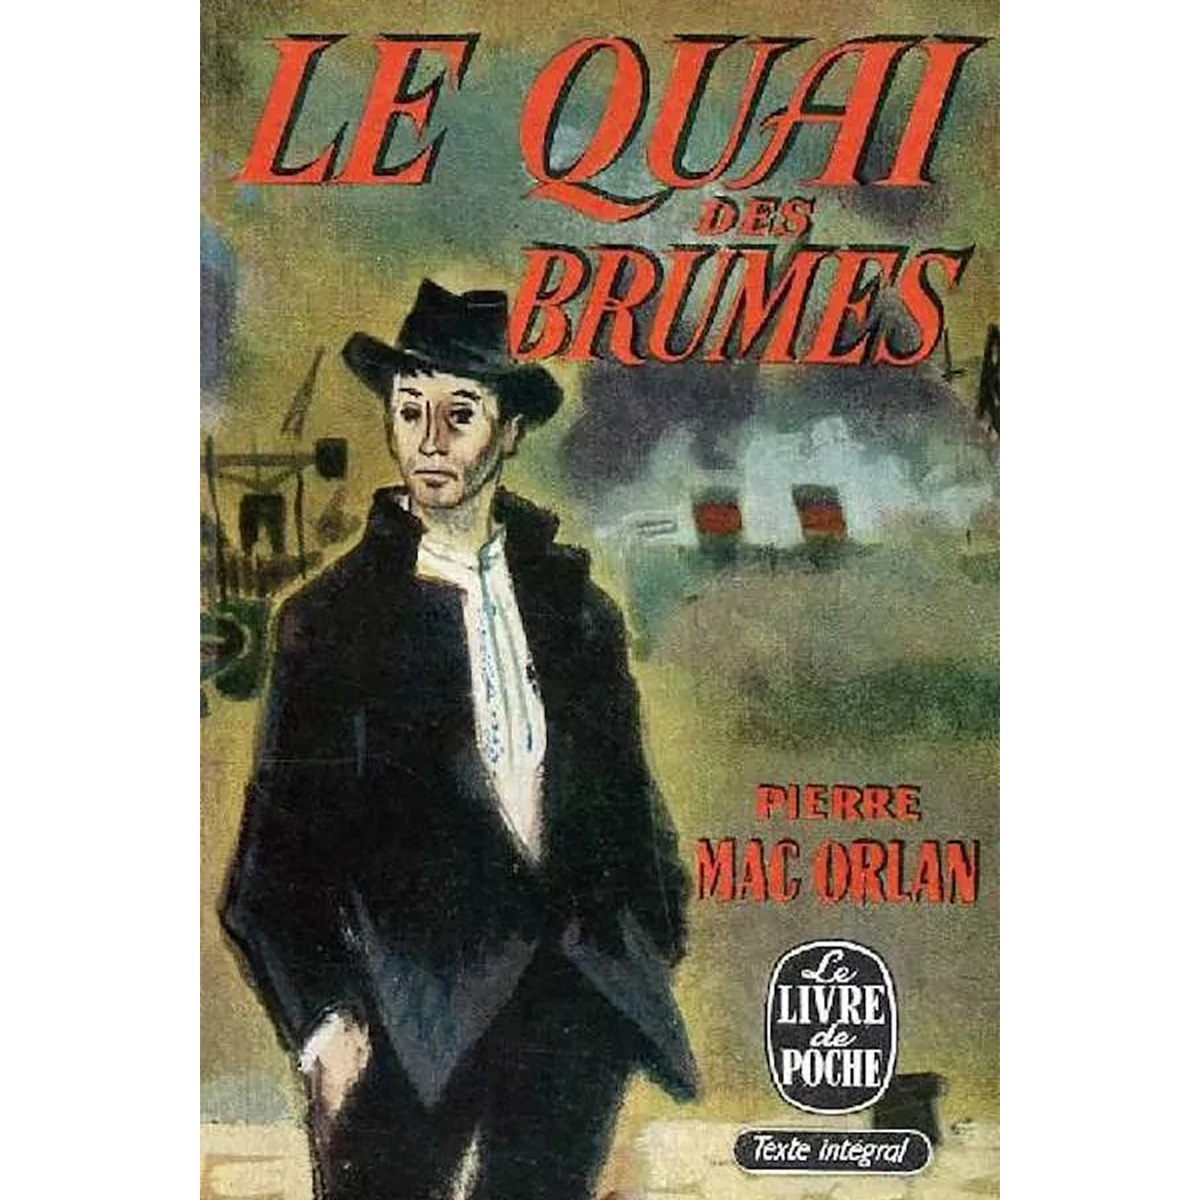 LE QUAI
DES
BRUMES
PIERRE
MAC ORLAN
Le
LIVRE
de
POCHE
Texte intégral